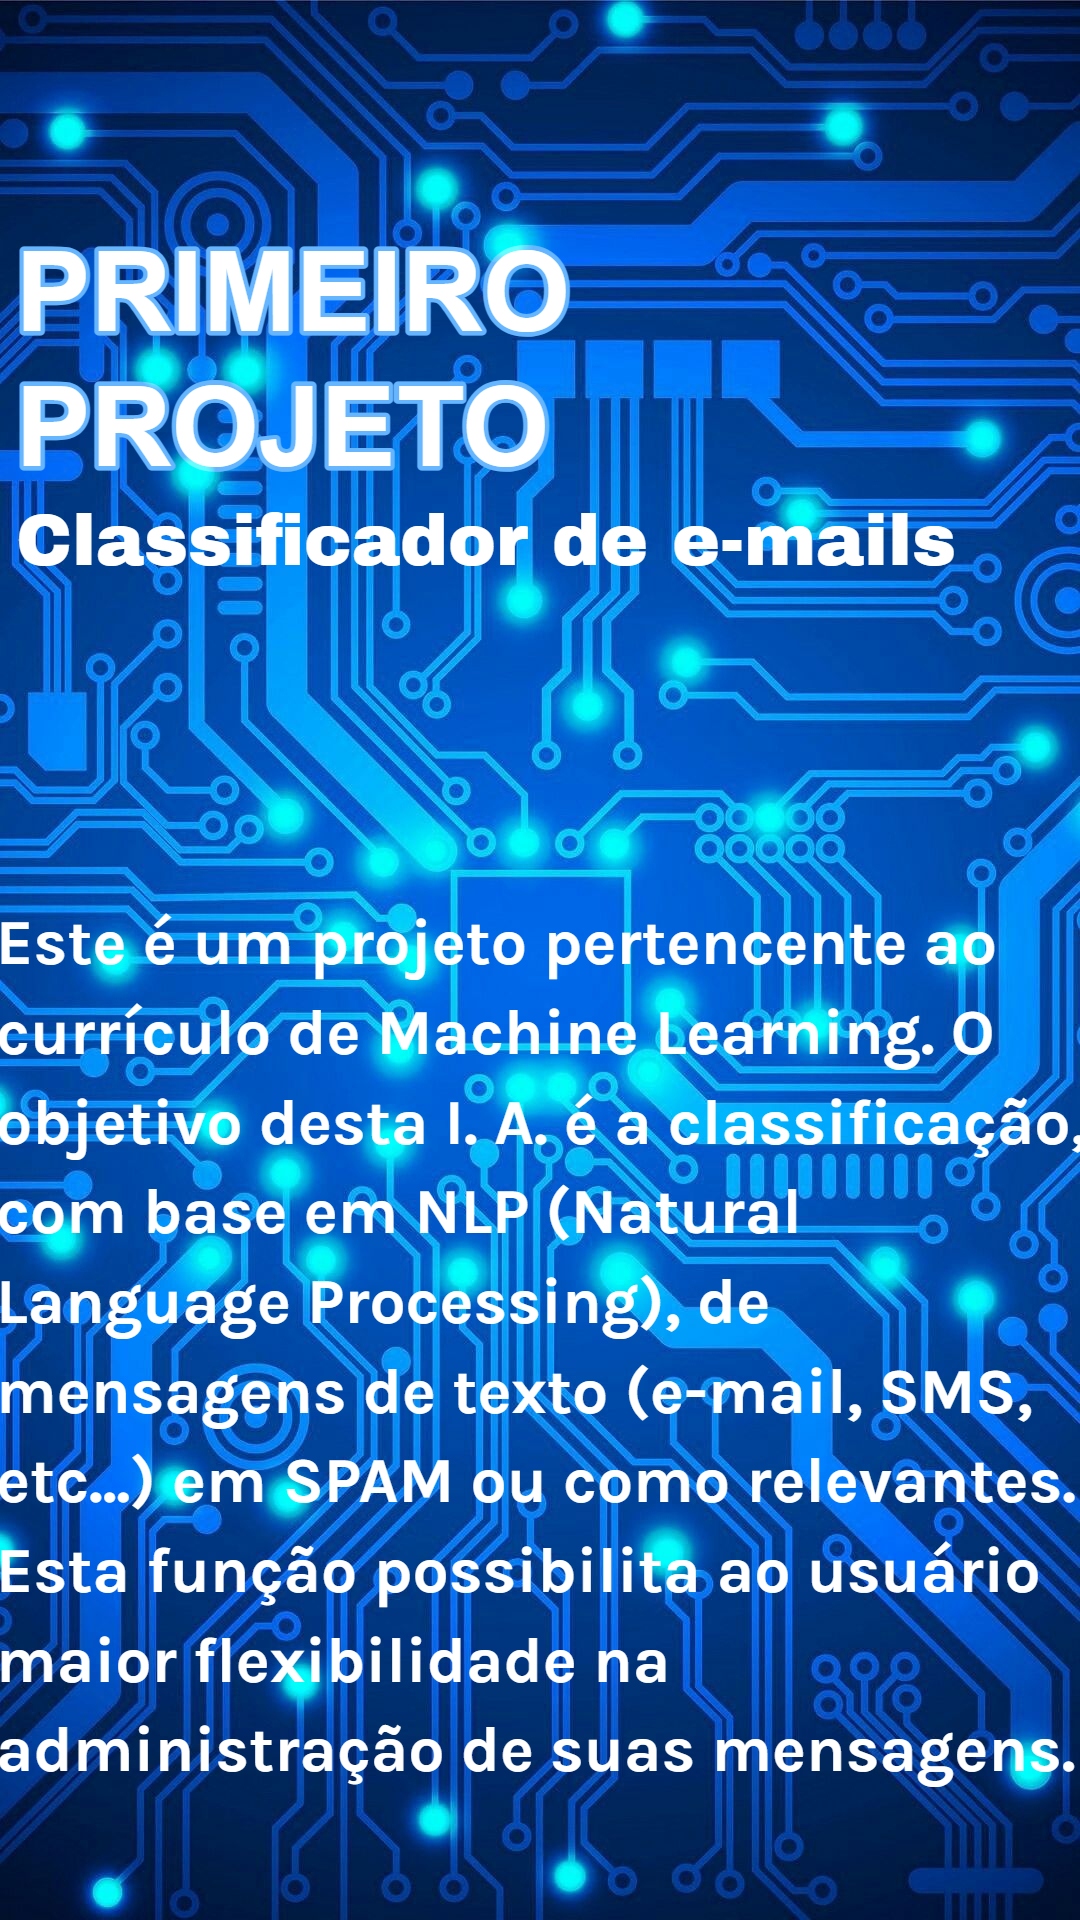 PRIMEIRO
PROJETO
Classificador de e-mails
Este é um projeto pertencente ao
currículo de Machine Learning. O
objetivo desta I. A. é a classificação,
com base em NLP (Natural
Language Processing), de
mensagens de texto (e-mail, SMS,
etc...) em SPAM ou como relevantes.
Esta função possibilita ao usuário
maior flexibilidade na
administração de suas mensagens.